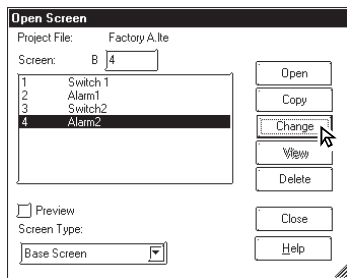 Open Screen
Project File: Factory A.lte
Screen: B 4
1 Switch 1
2 Alarm1
3 Switch2
4 Alarm2
Open
Copy
Change
View
Delete
Preview
Screen Type:
Base Screen
Close
Help